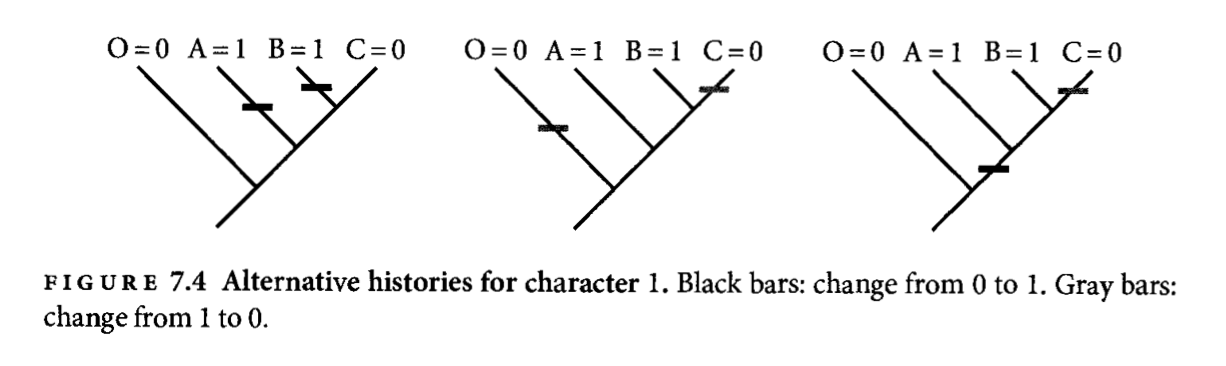 O=0 A=1 B=1 C=0 O=0 A=1 B=1 C=0 O=0 A=1 B=1 C=0
FIGURE 7.4 Alternative histories for character 1. Black bars: change from 0 to 1. Gray bars:
change from 1 to 0.